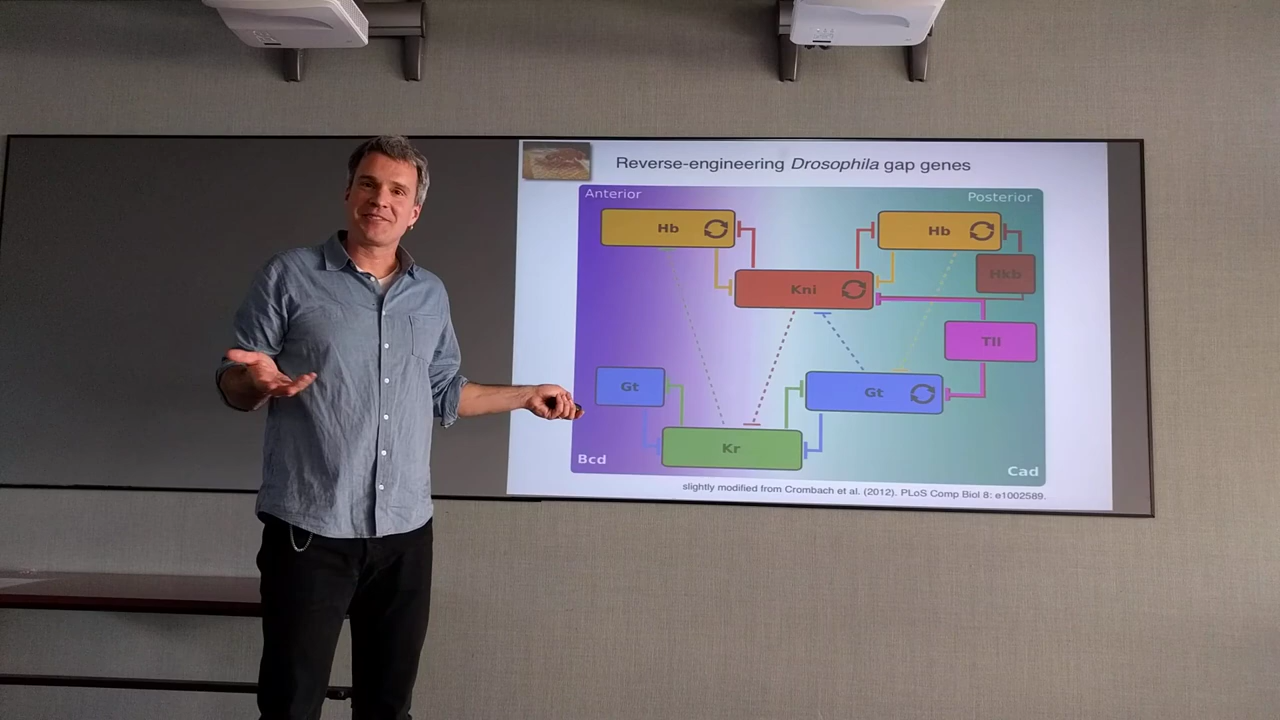 Reverse-engineering Drosophila gap genes
Anterior
Posterior
Hb
Hb
Kni
Hkb
Tll
Gt
Gt
Kr
Bcd
Cad
slightly modified from Crombach et al. (2012). PLoS Comp Biol 8: e1002589.